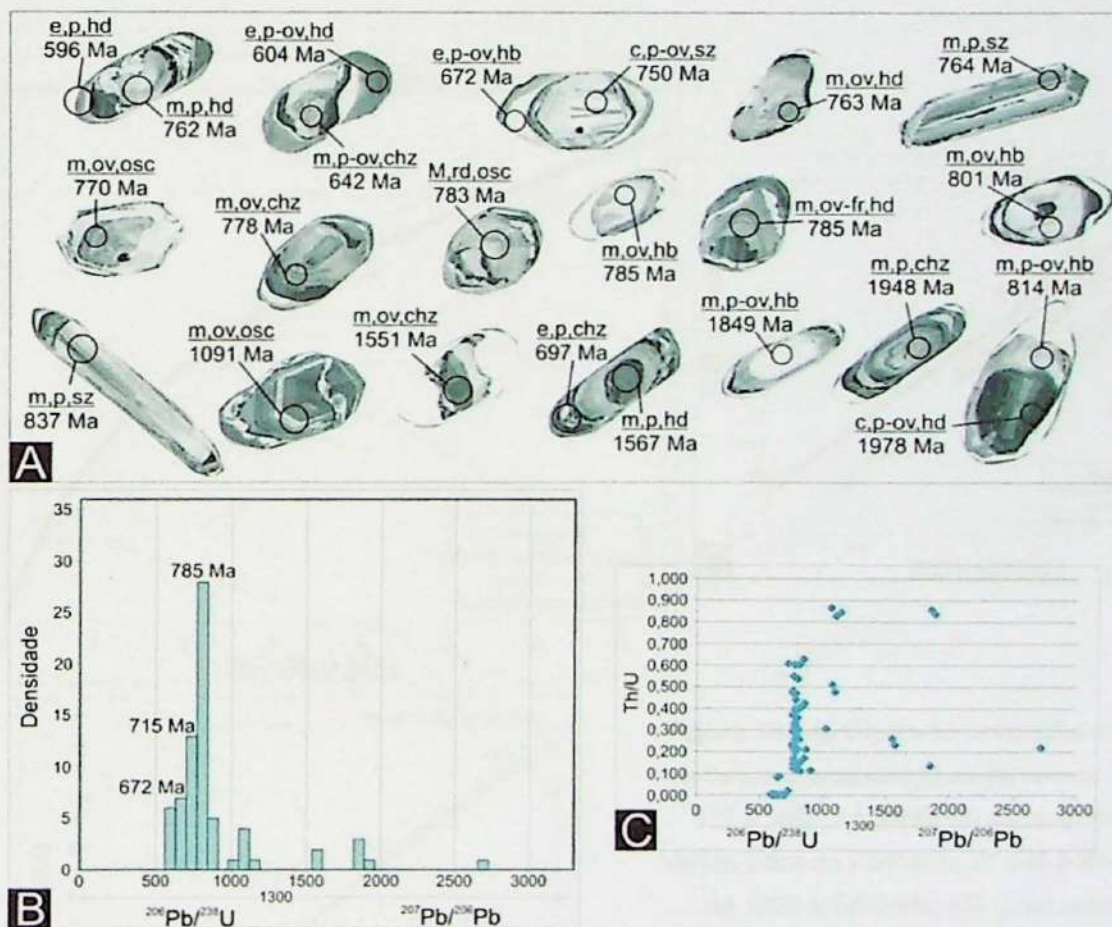 e,p,hd
596 Ma
m,p,hd
762 Ma
e,p-ov,hd
604 Ma
m,p-ov,chz
642 Ma
e,p-ov,hb
672 Ma
c,p-ov,sz
750 Ma
m,ov,hd
763 Ma
m,p,sz
764 Ma
m,ov,osc
770 Ma
m,ov,chz
778 Ma
M,rd,osc
783 Ma
m,ov,hb
785 Ma
m,ov-fr,hd
785 Ma
m,ov,hb
801 Ma
m,p,sz
837 Ma
m,ov,osc
1091 Ma
m,ov,chz
1551 Ma
e,p,chz
697 Ma
m,p,hd
1567 Ma
m,p-ov,hb
1849 Ma
m,p,chz
1948 Ma
m,p-ov,hb
814 Ma
c,p-ov,hd
1978 Ma
A
35
30
25
20
15
10
5
0
Densidade
785 Ma
715 Ma
672 Ma
0 500 1000 1500 2000 2500 3000
1300
²⁰⁶Pb/²³⁸U ²⁰⁷Pb/²⁰⁶Pb
B
1,000
0,900
0,800
0,700
0,600
0,500
0,400
0,300
0,200
0,100
0,000
Th/U
0 500 1000 1500 2000 2500 3000
1300
²⁰⁶Pb/²³⁸U ²⁰⁷Pb/²⁰⁶Pb
C